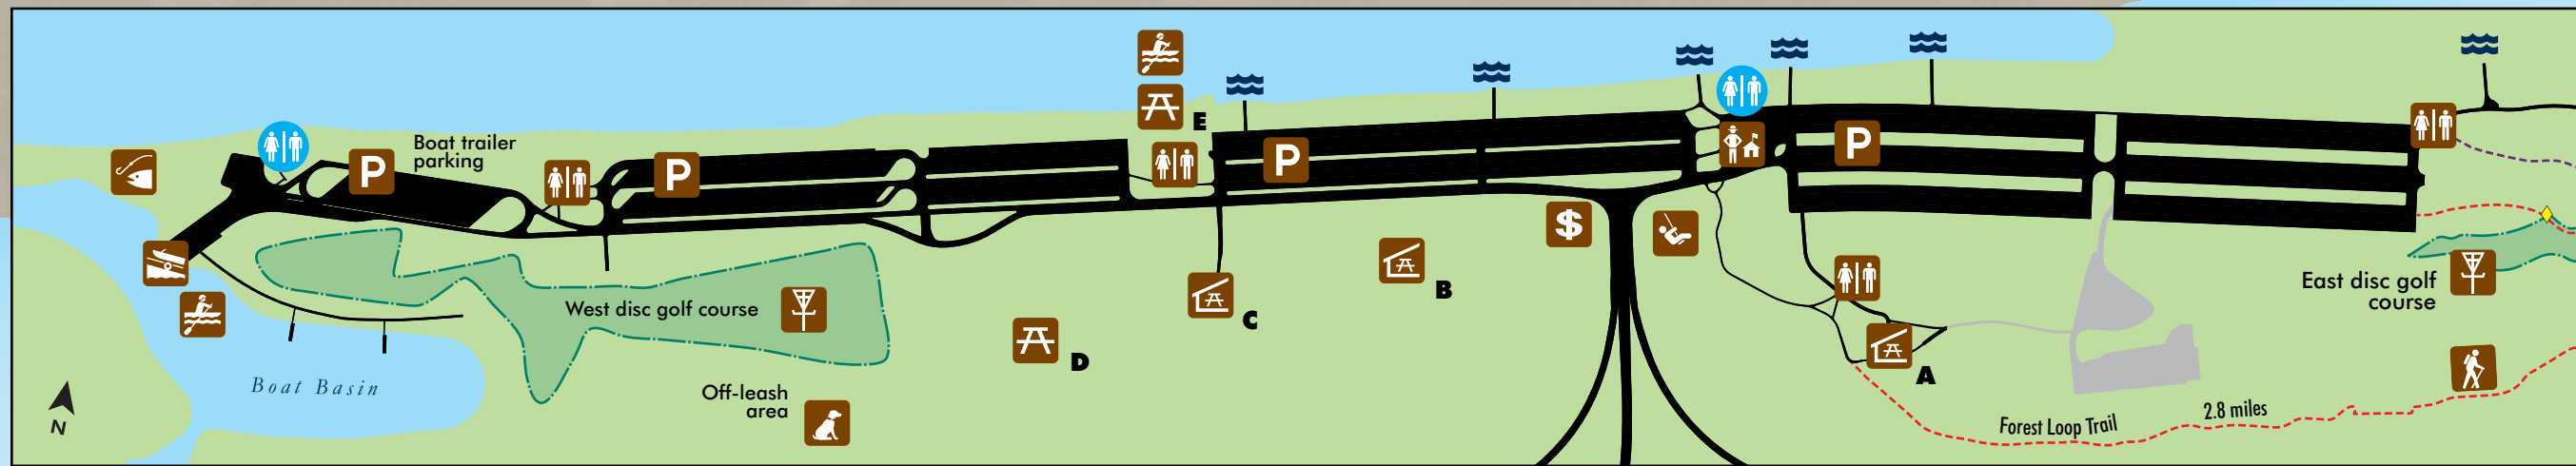 Boat trailer
parking
P
P
E
P
P
$
B
C
D
A
West disc golf course
East disc golf
course
Boat Basin
Off-leash
area
N
Forest Loop Trail
2.8 miles